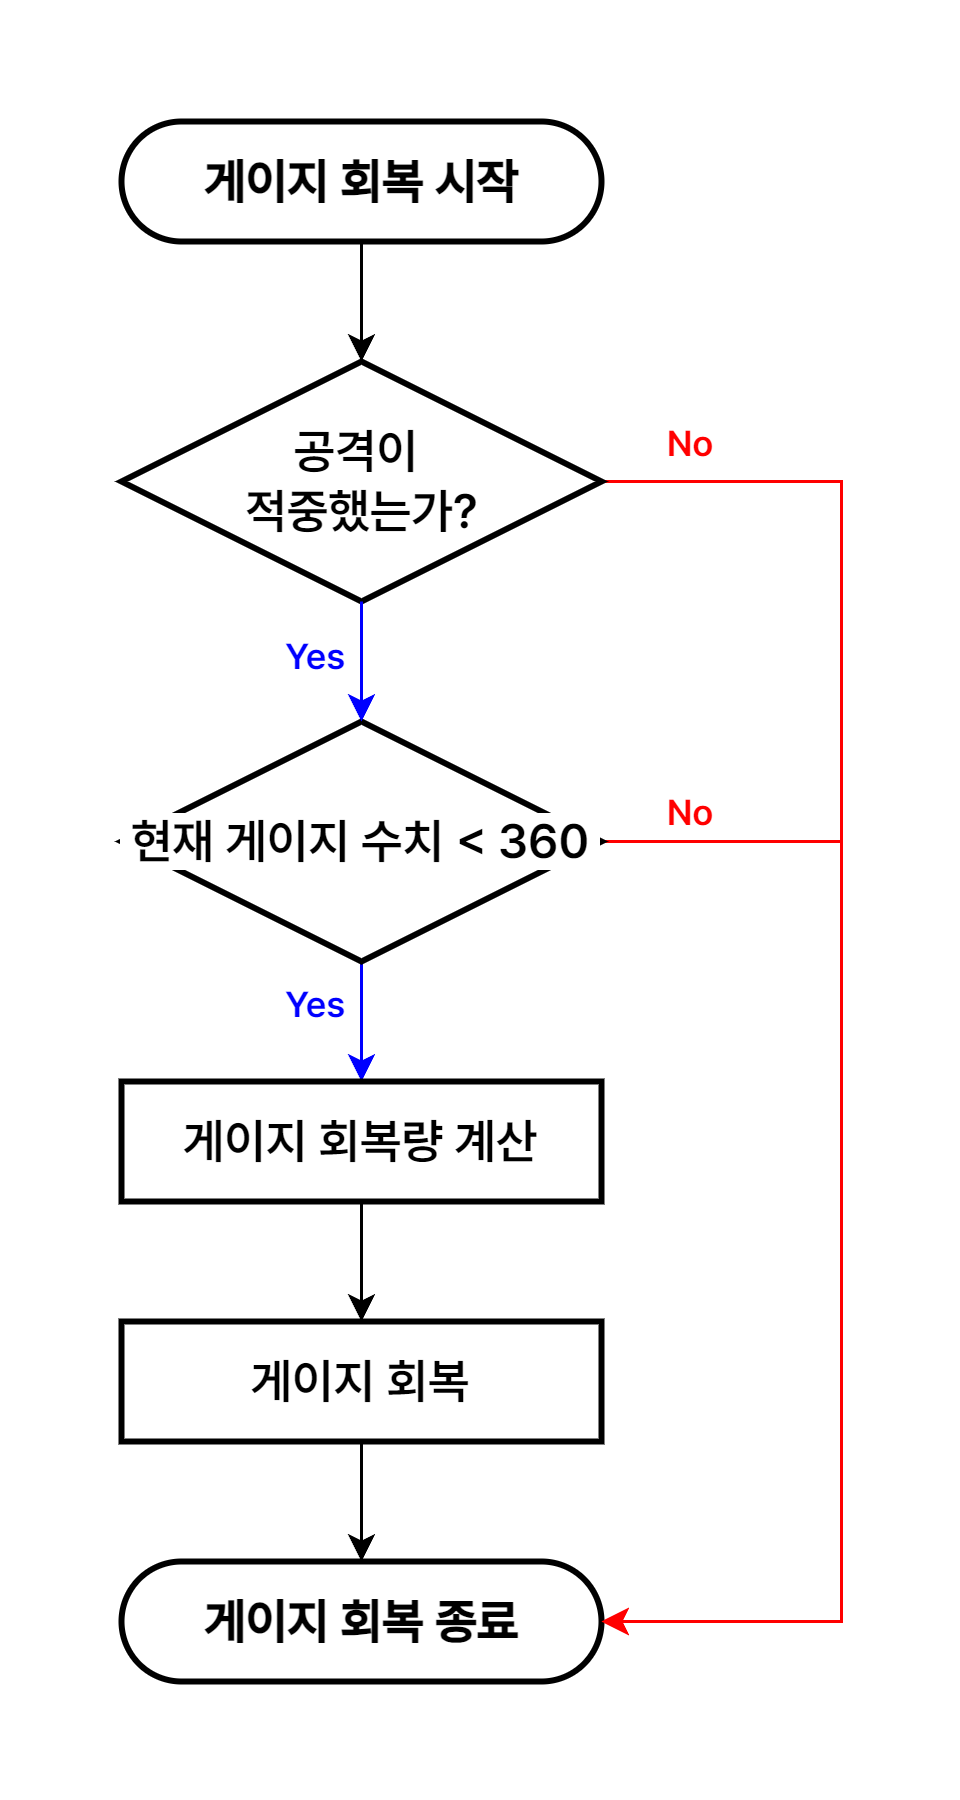 게이지 회복 시작
공격이
적중했는가?
No
Yes
현재 게이지 수치 < 360
No
Yes
게이지 회복량 계산
게이지 회복
게이지 회복 종료